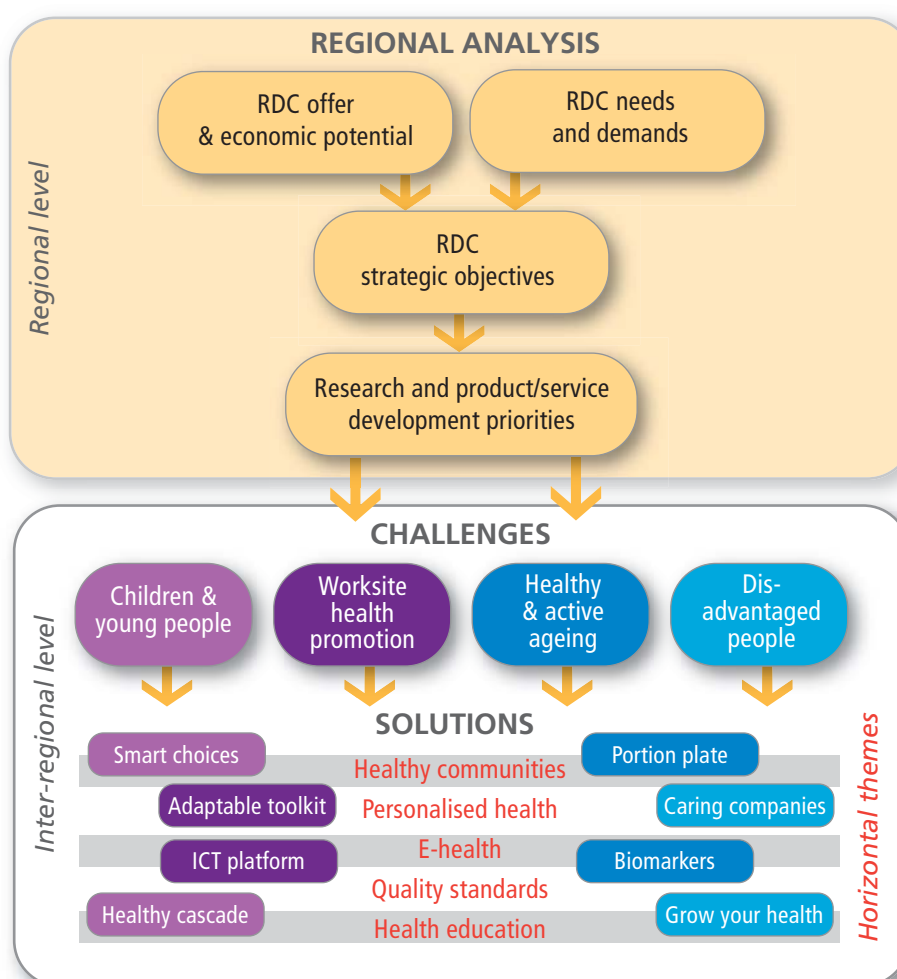 REGIONAL ANALYSIS
RDC offer
& economic potential
RDC needs
and demands
Regional level
RDC
strategic objectives
Research and product/service
development priorities
CHALLENGES
Children &
young people
Worksite
health
promotion
Healthy
& active
ageing
Dis-
advantaged
people
Inter-regional level
SOLUTIONS
Horizontal themes
Smart choices
Portion plate
Healthy communities
Adaptable toolkit
Personalised health
Caring companies
E-health
ICT platform
Biomarkers
Quality standards
Healthy cascade
Grow your health
Health education